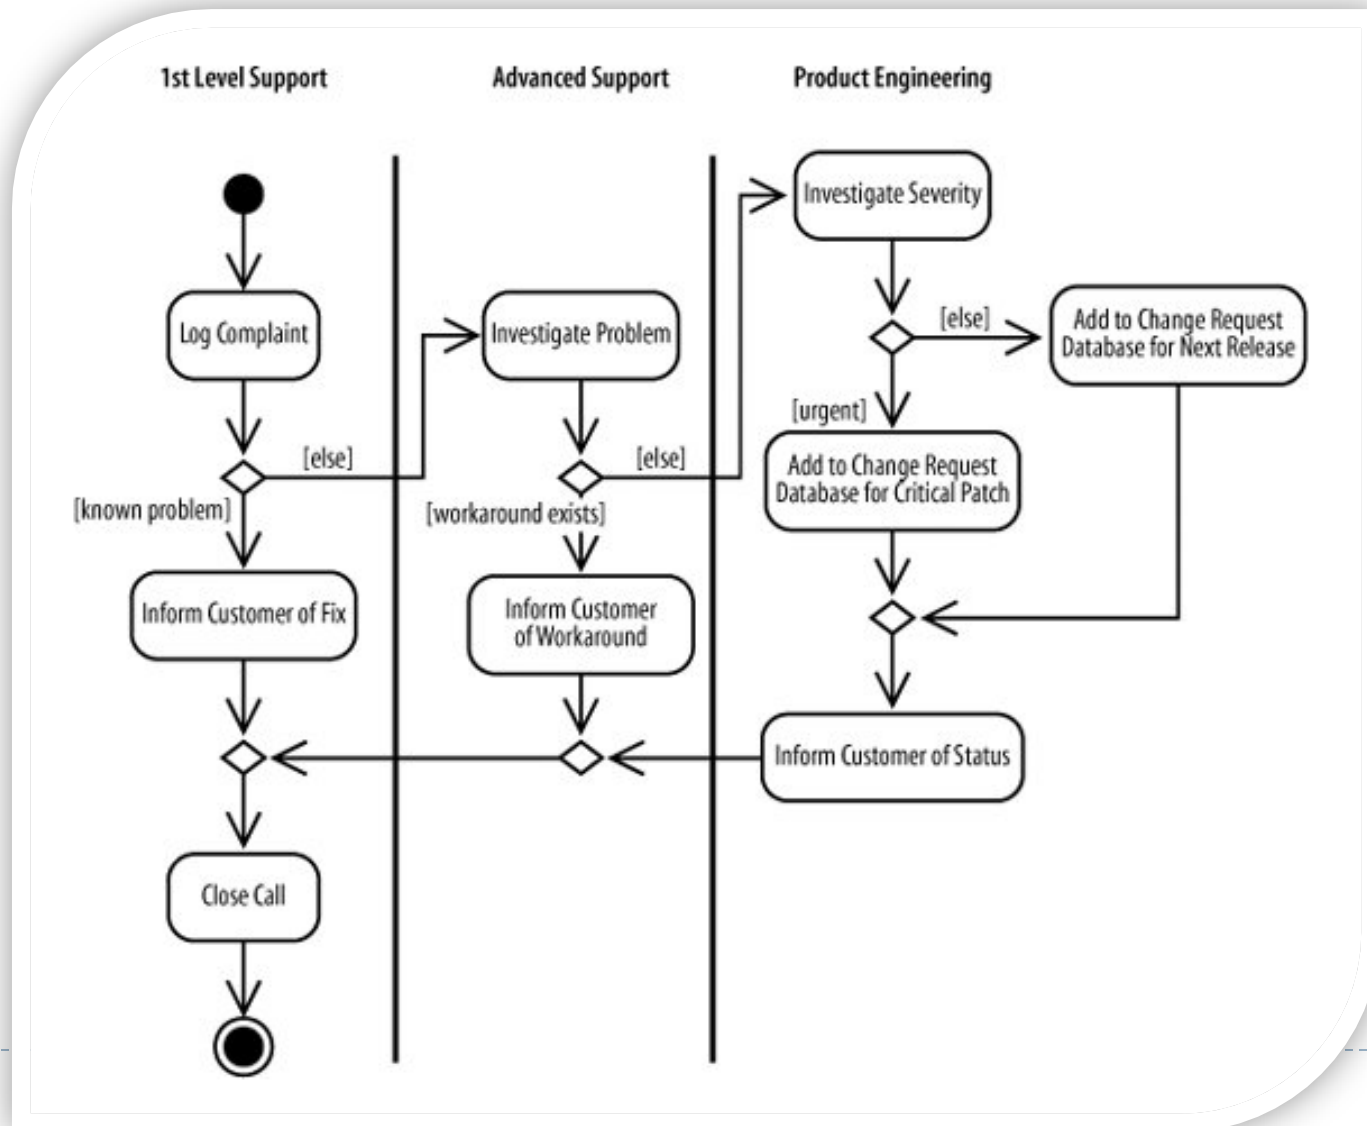 1st Level Support
Advanced Support
Product Engineering
Investigate Severity
Log Complaint
Investigate Problem
[else]
Add to Change Request
Database for Next Release
[urgent]
[else]
[else]
Add to Change Request
Database for Critical Patch
[known problem]
[workaround exists]
Inform Customer of Fix
Inform Customer
of Workaround
Inform Customer of Status
Close Call